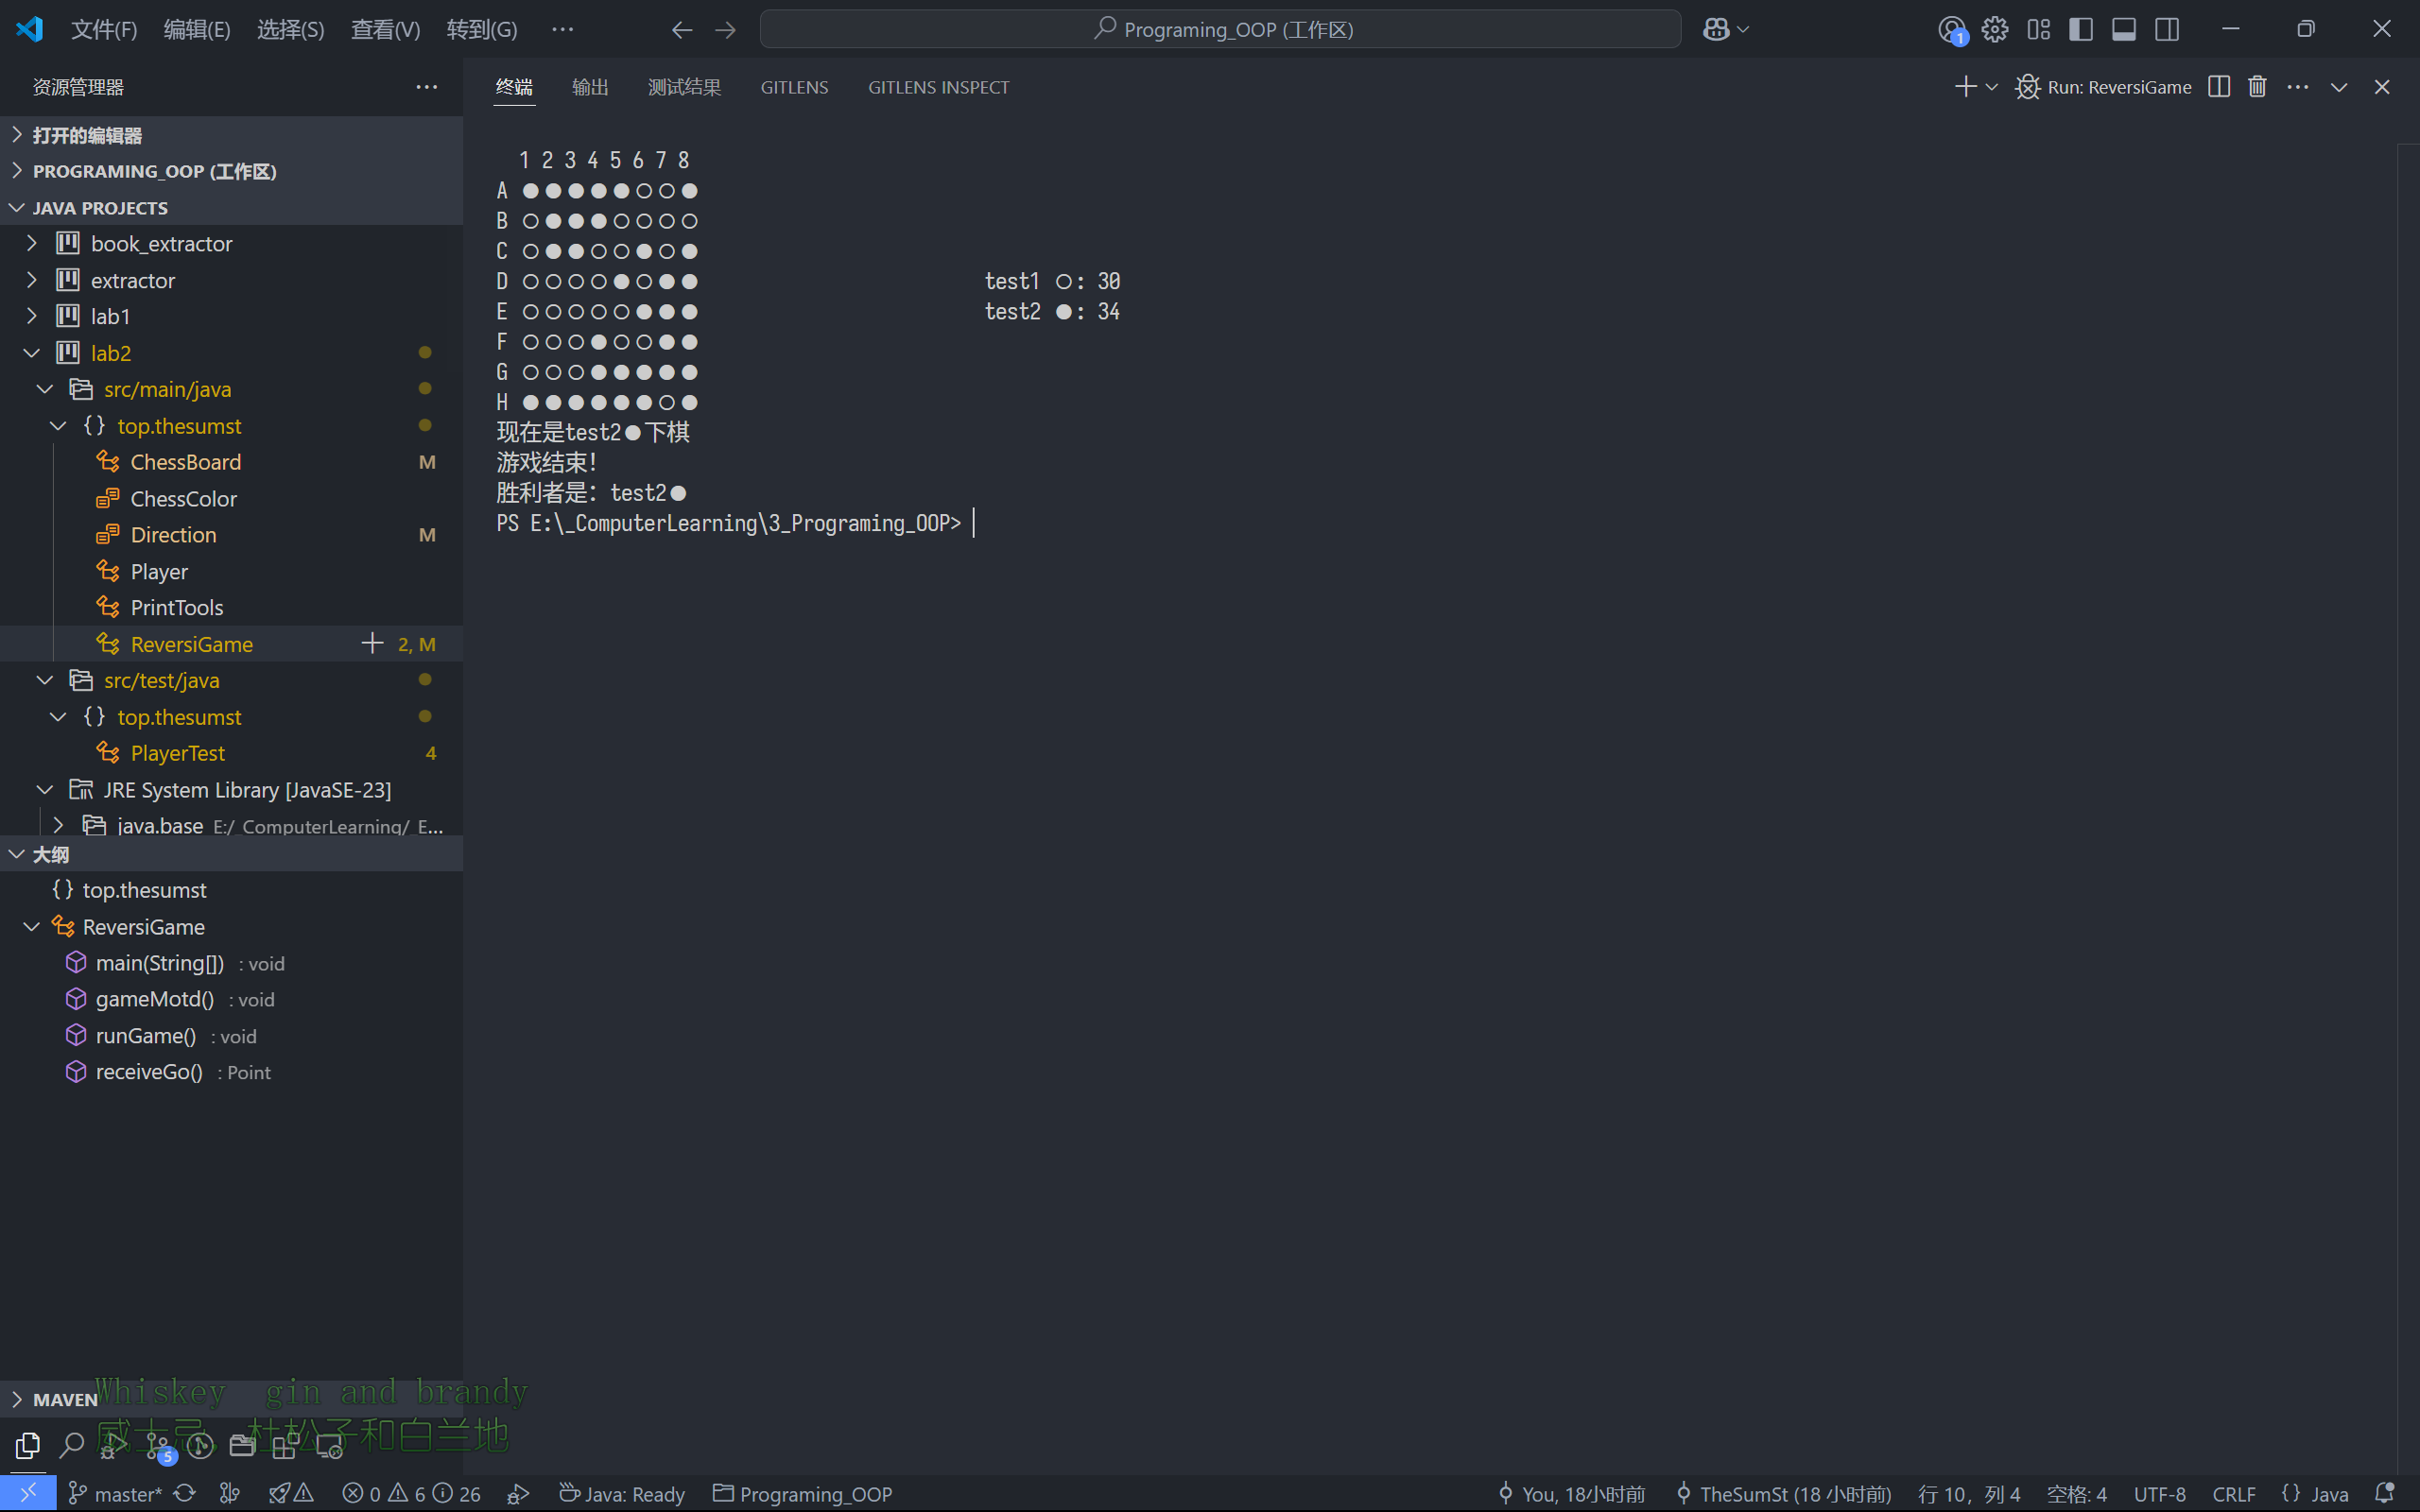 文件(F) 编辑(E) 选择(S) 查看(V) 转到(G) ··· Programing_OOP (工作区) 1
资源管理器 ···
终端 输出 测试结果 GITLENS GITLENS INSPECT Run: ReversiGame ···
打开的编辑器
PROGRAMING_OOP (工作区)
JAVA PROJECTS
book_extractor
extractor
lab1
lab2
src/main/java
{} top.thesumst
ChessBoard M
ChessColor
Direction M
Player
PrintTools
ReversiGame 2, M
src/test/java
{} top.thesumst
PlayerTest 4
JRE System Library [JavaSE-23]
java.base E:/_ComputerLearning/_E...
大纲
{} top.thesumst
ReversiGame
main(String[]) : void
gameMotd() : void
runGame() : void
receiveGo() : Point
MAVEN
1 2 3 4 5 6 7 8
A ●●●●●○○●
B ○●●●○○○○
C ○●●○○●○●
D ○○○○●○●● test1 ○: 30
E ○○○○○●●● test2 ●: 34
F ○○○●○○●●
G ○○○●●●●●
H ●●●●●●○●
现在是test2●下棋
游戏结束!
胜利者是: test2●
PS E:\_ComputerLearning\3_Programing_OOP>
Whiskey gin and brandy
威士忌 杜松子和白兰地
5
master* 0 6 26 Java: Ready Programing_OOP You, 18小时前 TheSumSt (18 小时前) 行 10, 列 4 空格: 4 UTF-8 CRLF {} Java